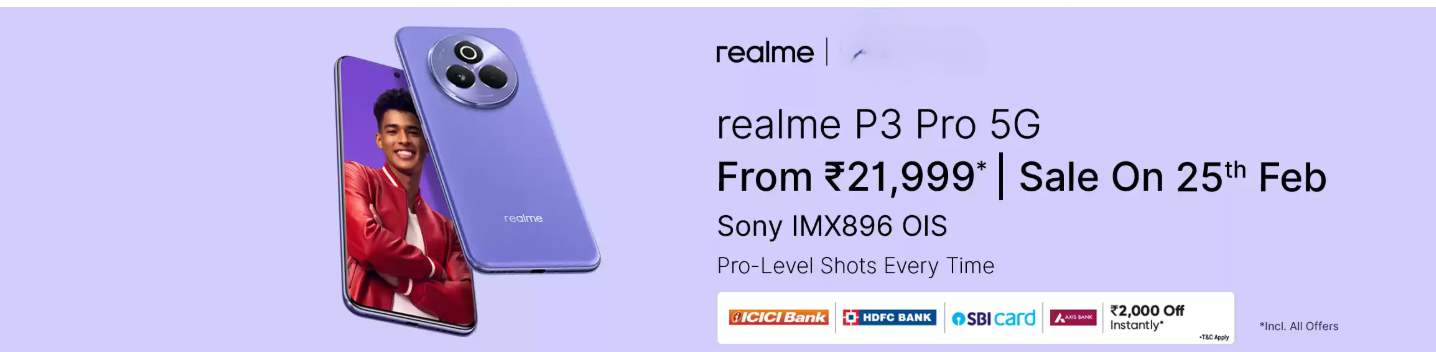 realme
realme P3 Pro 5G
From ₹21,999* | Sale On 25th Feb
Sony IMX896 OIS
Pro-Level Shots Every Time
ICICI Bank HDFC BANK SBI card AXIS BANK ₹2,000 Off
Instantly*
*T&C Apply
*Incl. All Offers
realme